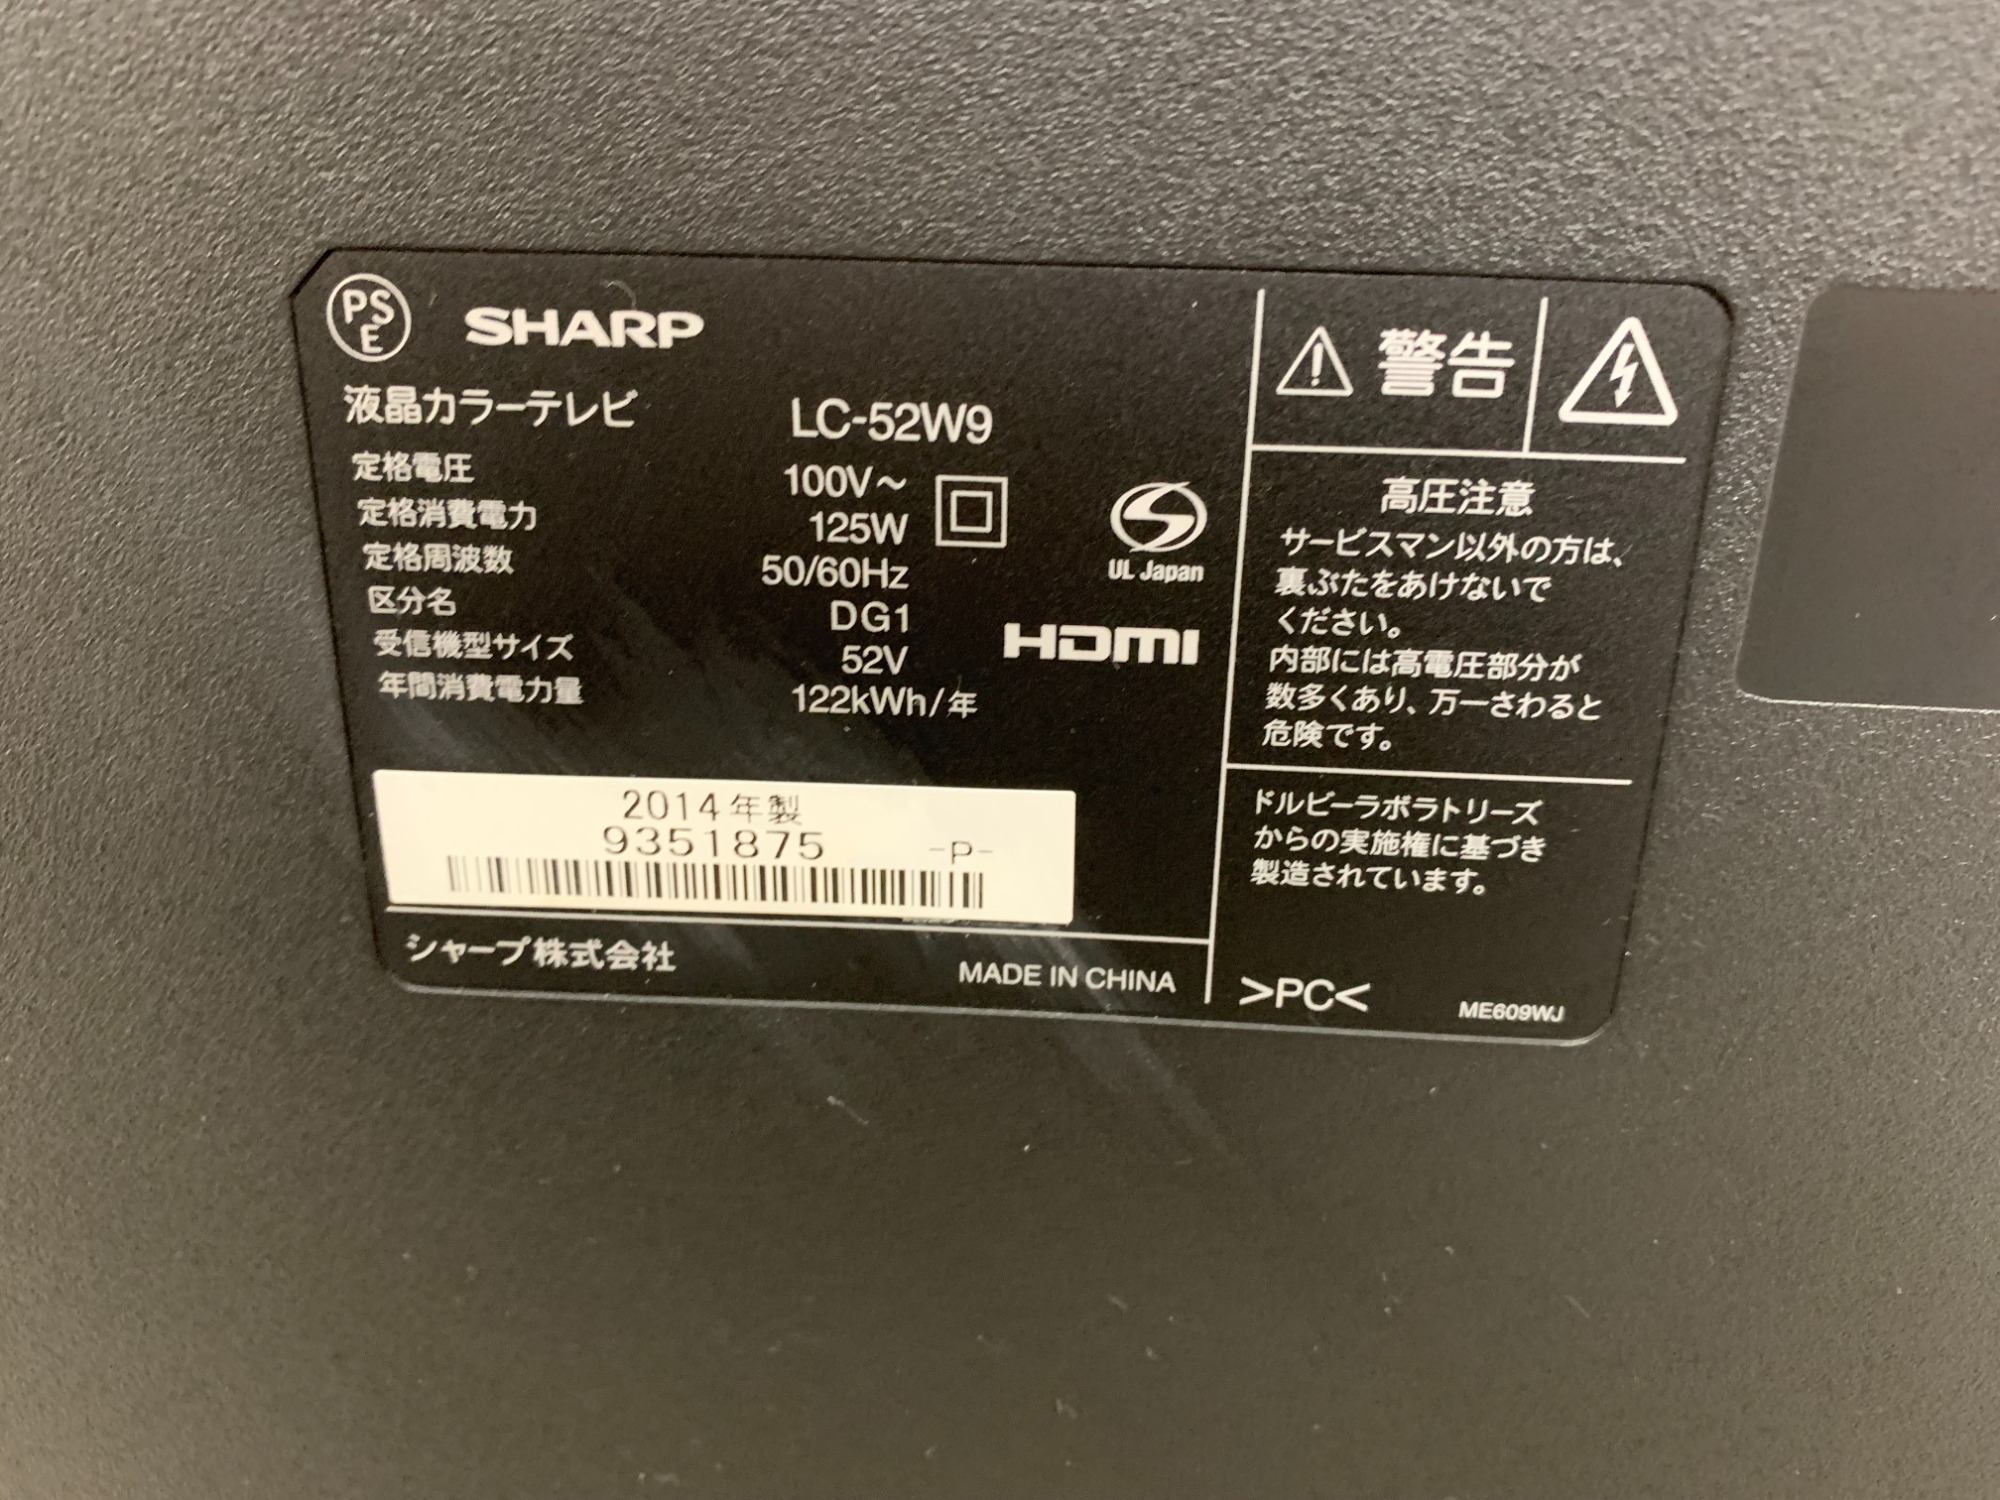 PSE
SHARP
液晶カラーテレビ LC-52W9
定格電圧 100V～
定格消費電力 125W
定格周波数 50/60Hz
区分名 DG1
受信機型サイズ 52V
年間消費電力量 122kWh/年
UL Japan
HDMI
2014年製
9351875 -P-
シャープ株式会社
MADE IN CHINA
警告
高圧注意
サービスマン以外の方は、
裏ぶたをあけないで
ください。
内部には高電圧部分が
数多くあり、万一さわると
危険です。
ドルビーラボラトリーズ
からの実施権に基づき
製造されています。
>PC<
ME609WJ